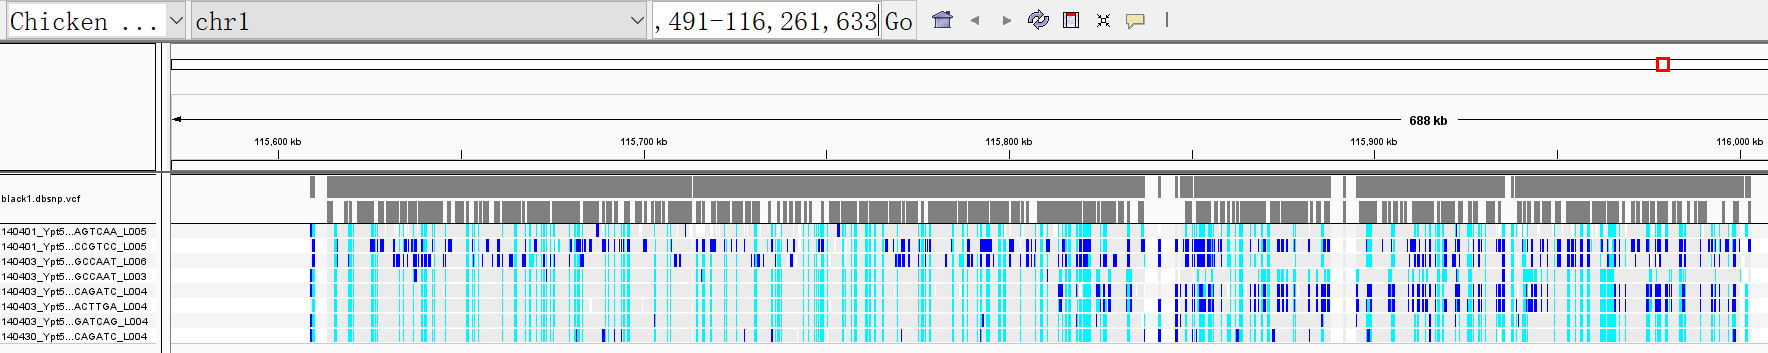 Chicken ... chr1 ,491-116,261,633 Go
688 kb
115,600 kb 115,700 kb 115,800 kb 115,900 kb 116,000 kb
black1.dbsnp.vcf
140401_Ypt5...AGTCAA_L005
140401_Ypt5...CCGTCC_L005
140403_Ypt5...GCCAAT_L006
140403_Ypt5...GCCAAT_L003
140403_Ypt5...CAGATC_L004
140403_Ypt5...ACTTGA_L004
140403_Ypt5...GATCAG_L004
140430_Ypt5...CAGATC_L004